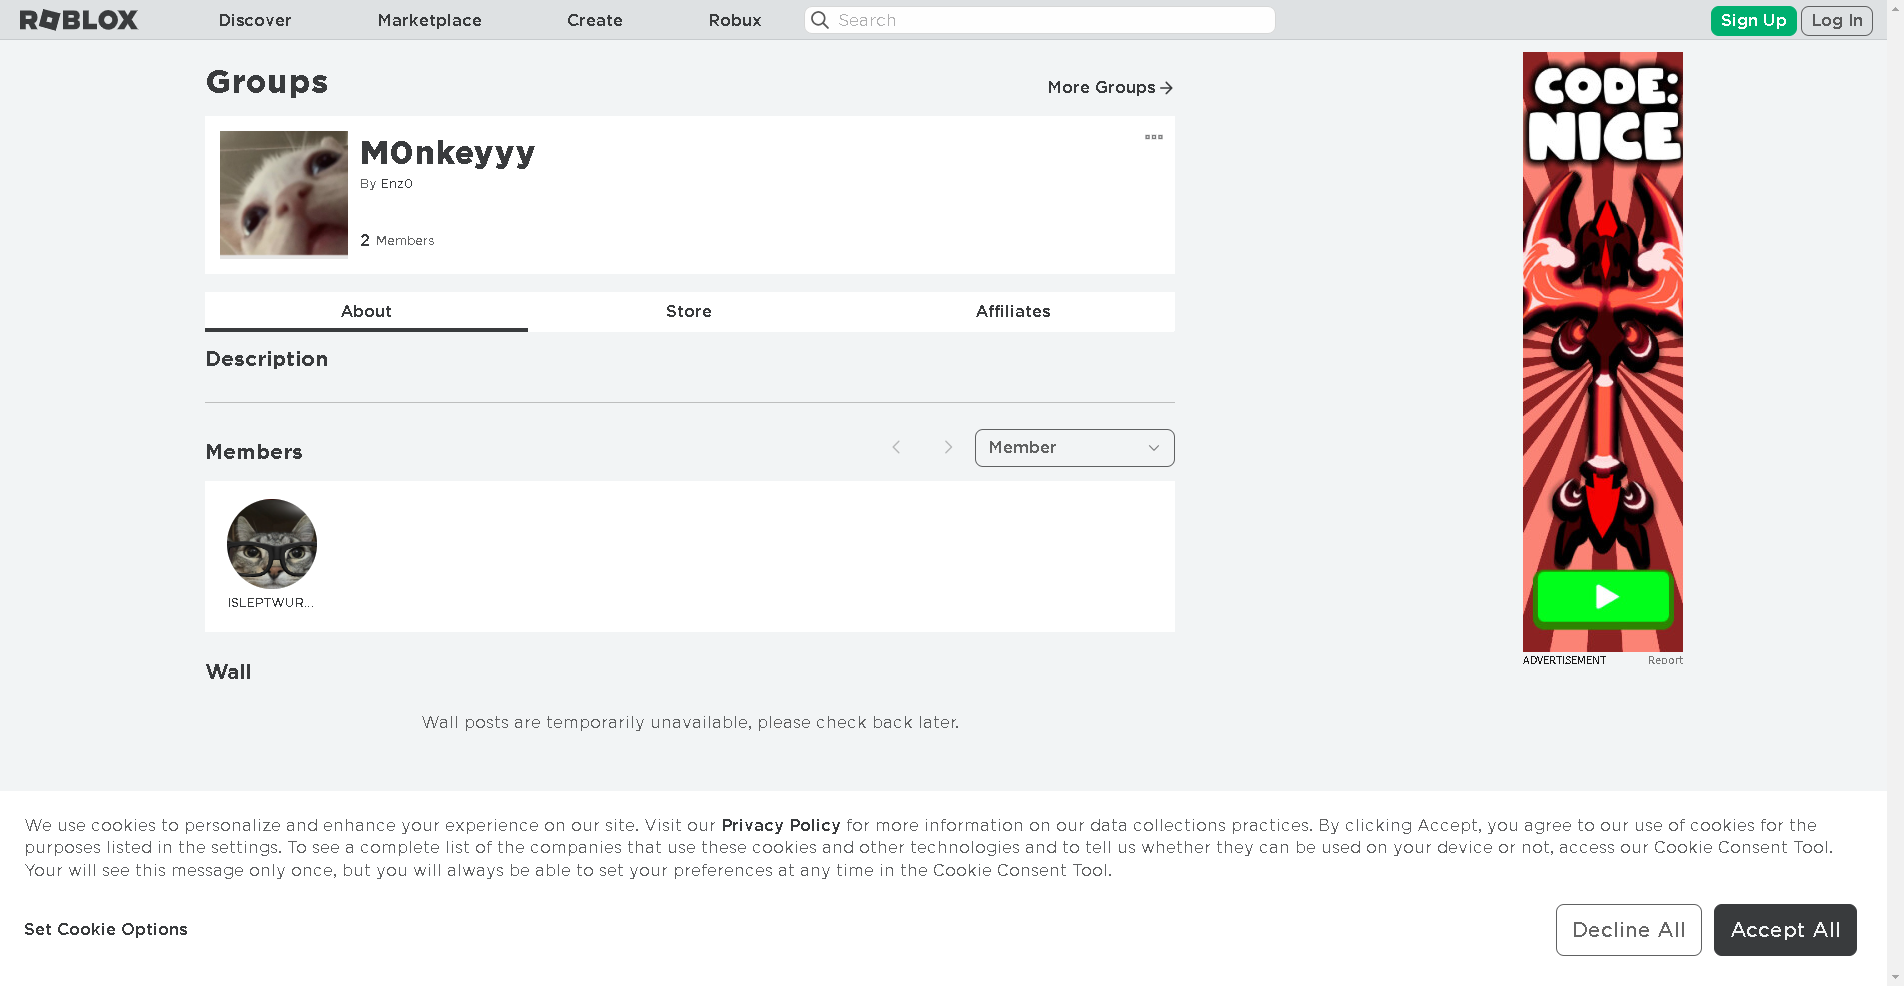 ROBLOX Discover Marketplace Create Robux Search Sign Up Log In
Groups
More Groups
M0nkeyyy
By Enz0
2 Members
About Store Affiliates
Description
Members
Member
ISLEPTWUR...
Wall
Wall posts are temporarily unavailable, please check back later.
CODE:
NICE
ADVERTISEMENT Report
We use cookies to personalize and enhance your experience on our site. Visit our Privacy Policy for more information on our data collections practices. By clicking Accept, you agree to our use of cookies for the
purposes listed in the settings. To see a complete list of the companies that use these cookies and other technologies and to tell us whether they can be used on your device or not, access our Cookie Consent Tool.
Your will see this message only once, but you will always be able to set your preferences at any time in the Cookie Consent Tool.
Set Cookie Options
Decline All Accept All